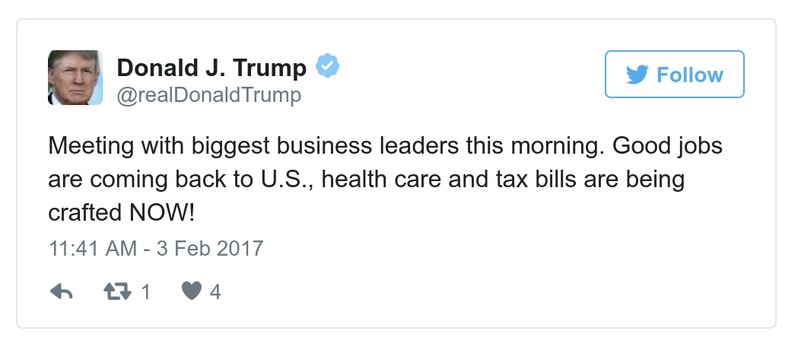 Donald J. Trump
@realDonaldTrump
Follow
Meeting with biggest business leaders this morning. Good jobs
are coming back to U.S., health care and tax bills are being
crafted NOW!
11:41 AM - 3 Feb 2017
1 4